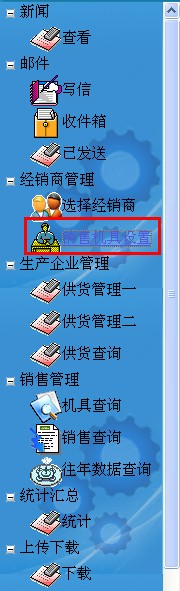 新闻
查看
邮件
写信
收件箱
已发送
经销商管理
选择经销商
销售机具设置
生产企业管理
供货管理一
供货管理二
供货查询
销售管理
机具查询
销售查询
往年数据查询
统计汇总
统计
上传下载
下载